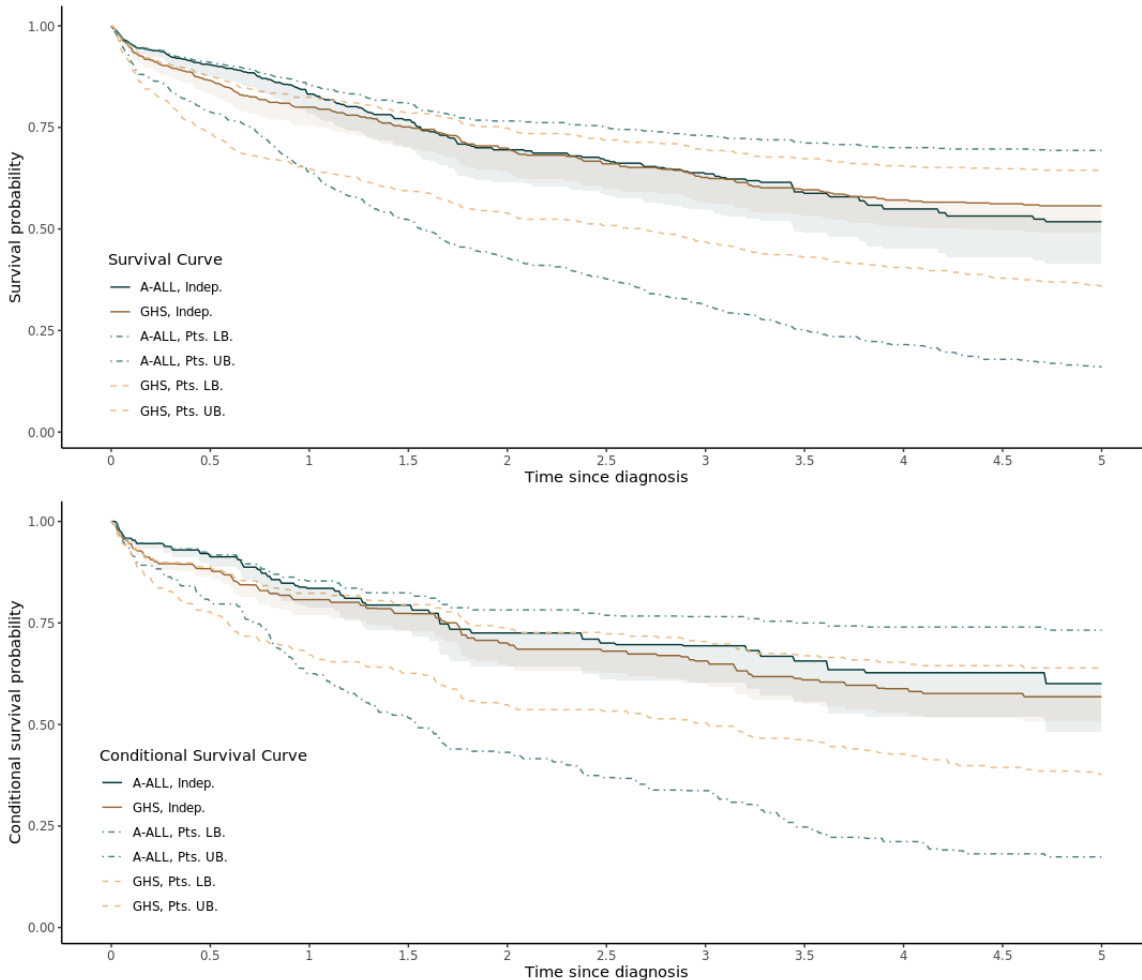 Survival probability
1.00
0.75
0.50
0.25
0.00
Survival Curve
A-ALL, Indep.
GHS, Indep.
A-ALL, Pts. LB.
A-ALL, Pts. UB.
GHS, Pts. LB.
GHS, Pts. UB.
0 0.5 1 1.5 2 2.5 3 3.5 4 4.5 5
Time since diagnosis
Conditional survival probability
1.00
0.75
0.50
0.25
0.00
Conditional Survival Curve
A-ALL, Indep.
GHS, Indep.
A-ALL, Pts. LB.
A-ALL, Pts. UB.
GHS, Pts. LB.
GHS, Pts. UB.
0 0.5 1 1.5 2 2.5 3 3.5 4 4.5 5
Time since diagnosis